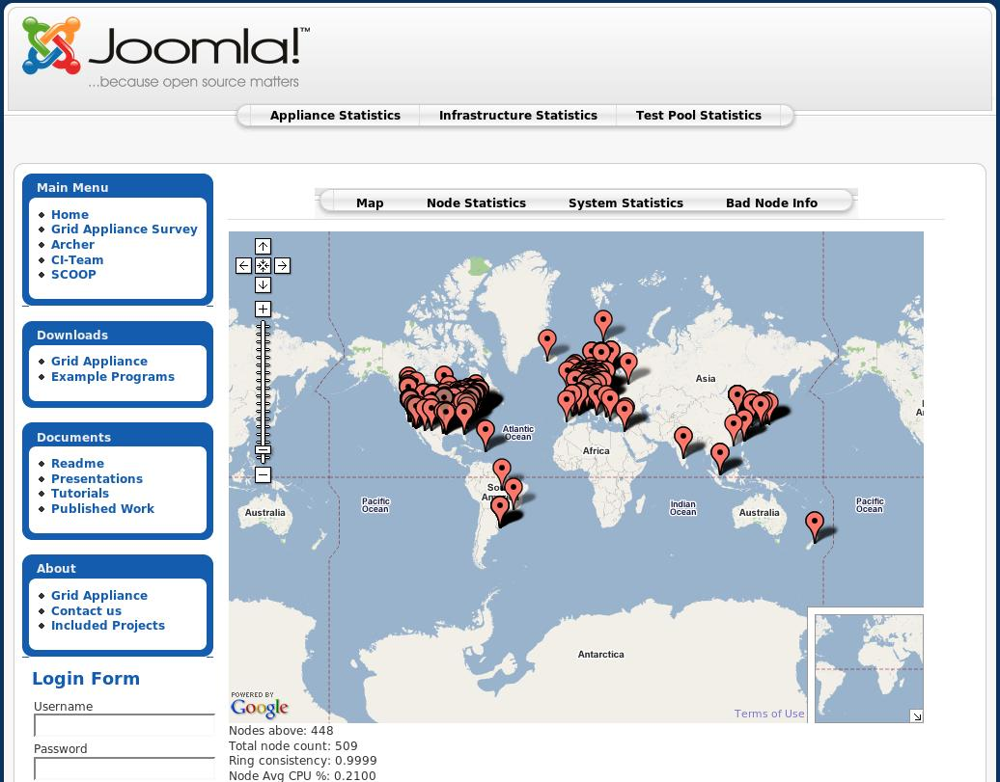 Joomla!™
...because open source matters
Appliance Statistics
Infrastructure Statistics
Test Pool Statistics
Main Menu
Home
Grid Appliance Survey
Archer
CI-Team
SCOOP
Downloads
Grid Appliance
Example Programs
Documents
Readme
Presentations
Tutorials
Published Work
About
Grid Appliance
Contact us
Included Projects
Login Form
Username
Password
Map
Node Statistics
System Statistics
Bad Node Info
Asia
Atlantic
Ocean
Africa
Pacific
Ocean
Australia
Indian
Ocean
Australia
Pacific
Ocean
Antarctica
POWERED BY
Google
Terms of Use
Nodes above: 448
Total node count: 509
Ring consistency: 0.9999
Node Avg CPU %: 0.2100